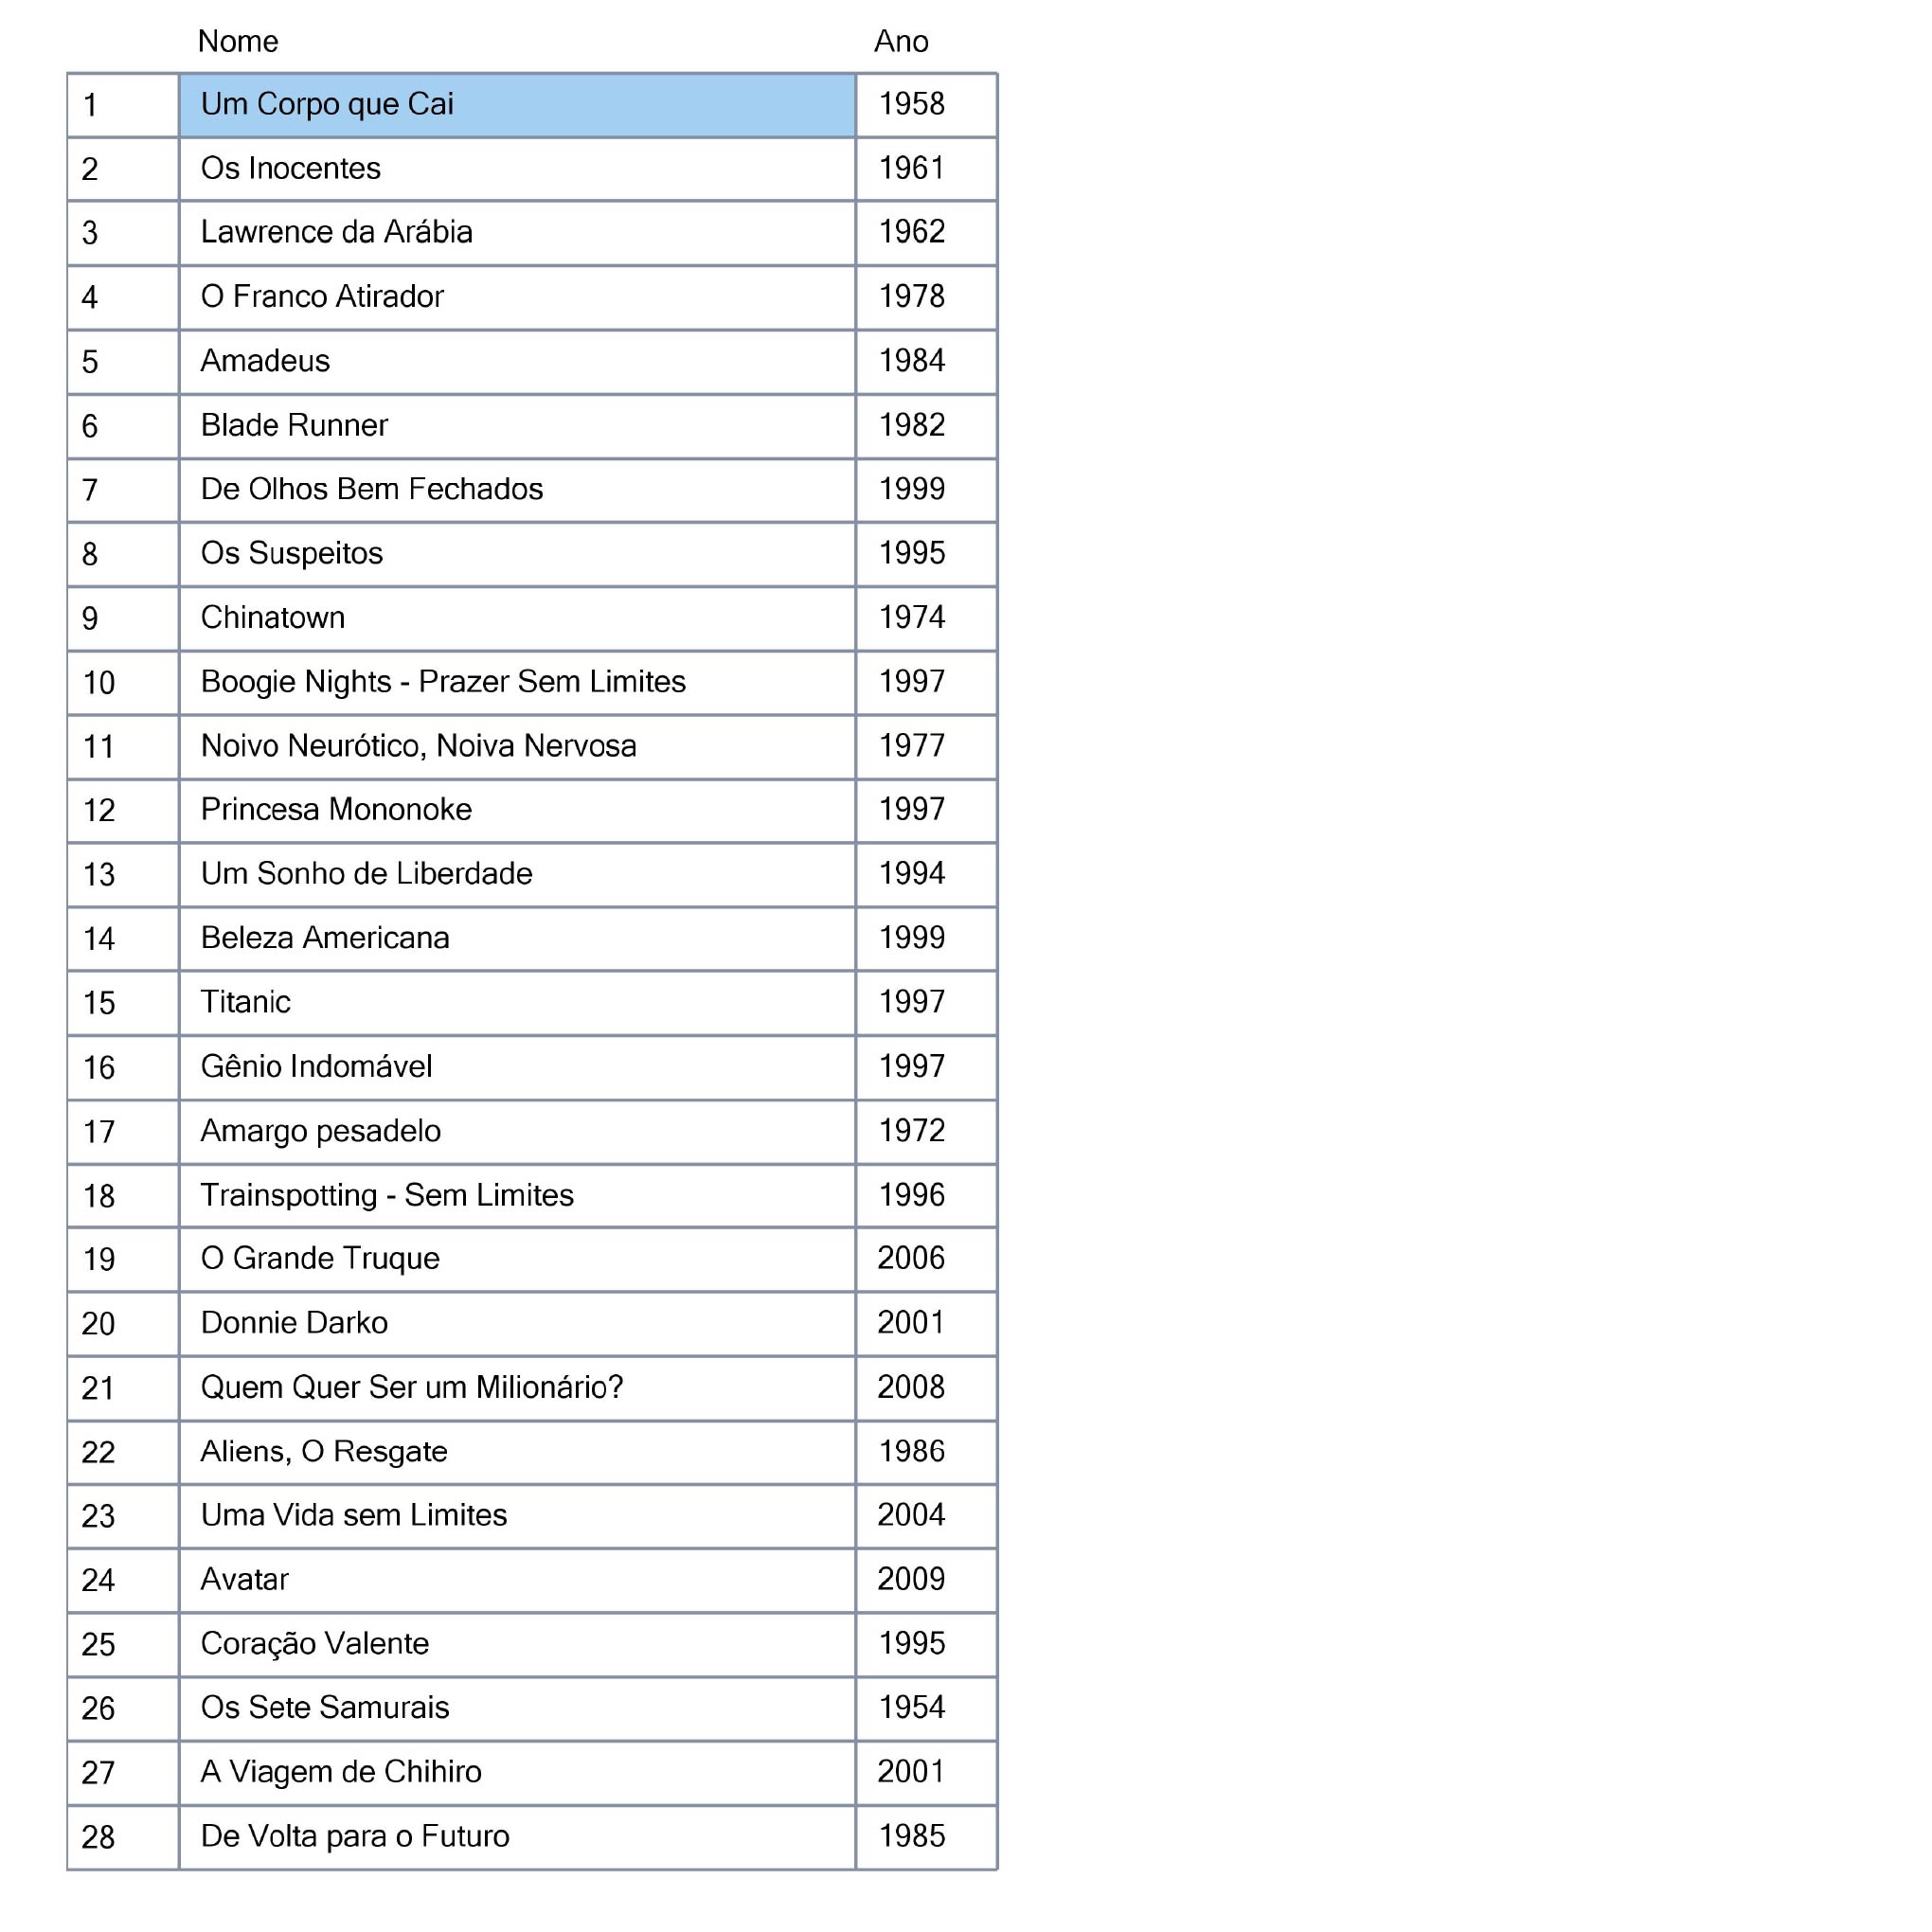 Nome Ano
1 Um Corpo que Cai 1958
2 Os Inocentes 1961
3 Lawrence da Arábia 1962
4 O Franco Atirador 1978
5 Amadeus 1984
6 Blade Runner 1982
7 De Olhos Bem Fechados 1999
8 Os Suspeitos 1995
9 Chinatown 1974
10 Boogie Nights - Prazer Sem Limites 1997
11 Noivo Neurótico, Noiva Nervosa 1977
12 Princesa Mononoke 1997
13 Um Sonho de Liberdade 1994
14 Beleza Americana 1999
15 Titanic 1997
16 Gênio Indomável 1997
17 Amargo pesadelo 1972
18 Trainspotting - Sem Limites 1996
19 O Grande Truque 2006
20 Donnie Darko 2001
21 Quem Quer Ser um Milionário? 2008
22 Aliens, O Resgate 1986
23 Uma Vida sem Limites 2004
24 Avatar 2009
25 Coração Valente 1995
26 Os Sete Samurais 1954
27 A Viagem de Chihiro 2001
28 De Volta para o Futuro 1985